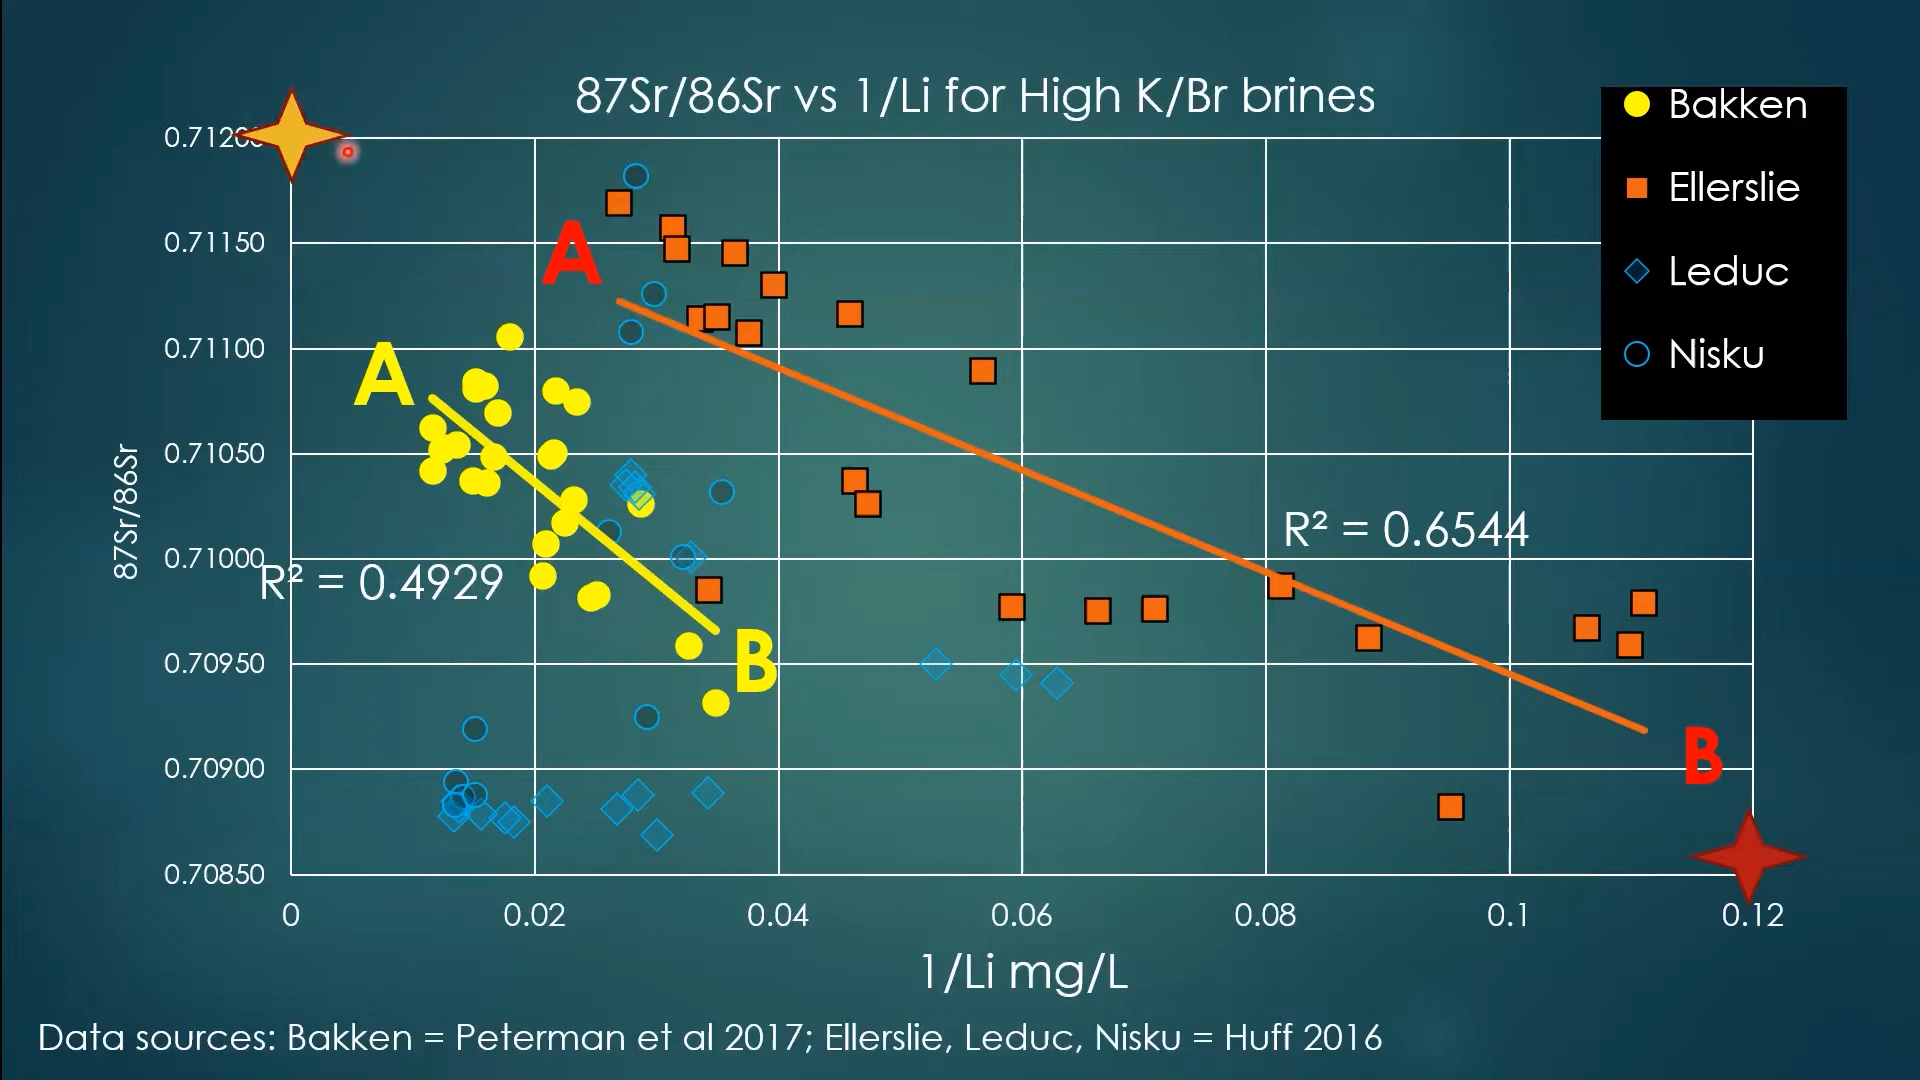 87Sr/86Sr vs 1/Li for High K/Br brines
Bakken
Ellerslie
Leduc
Nisku
0.71200
0.71150
0.71100
0.71050
0.71000
0.70950
0.70900
0.70850
87Sr/86Sr
A
A
B
B
R² = 0.6544
R² = 0.4929
0
0.02
0.04
0.06
0.08
0.1
0.12
1/Li mg/L
Data sources: Bakken = Peterman et al 2017; Ellerslie, Leduc, Nisku = Huff 2016